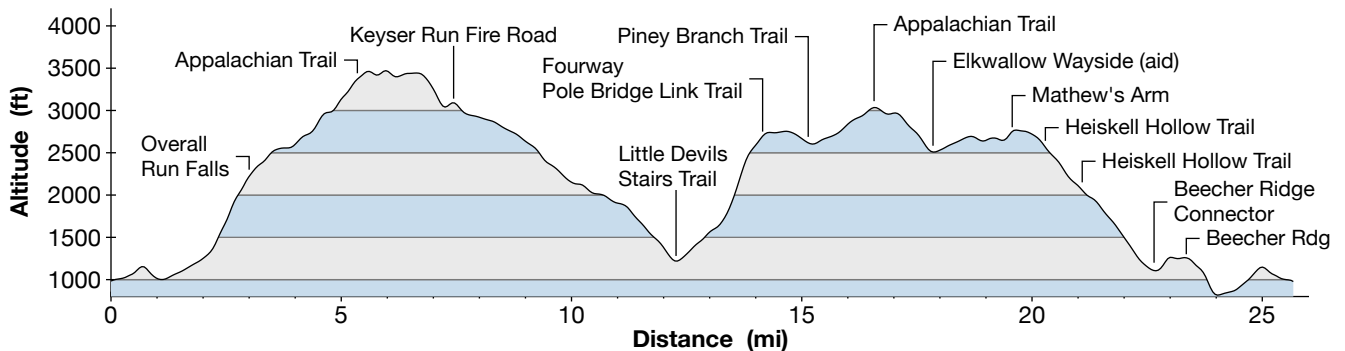 Altitude (ft)
4000
3500
3000
2500
2000
1500
1000
Overall
Run Falls
Appalachian Trail
Keyser Run Fire Road
Fourway
Pole Bridge Link Trail
Little Devils
Stairs Trail
Piney Branch Trail
Appalachian Trail
Elkwallow Wayside (aid)
Mathew's Arm
Heiskell Hollow Trail
Heiskell Hollow Trail
Beecher Ridge
Connector
Beecher Rdg
0
5
10
15
20
25
Distance (mi)